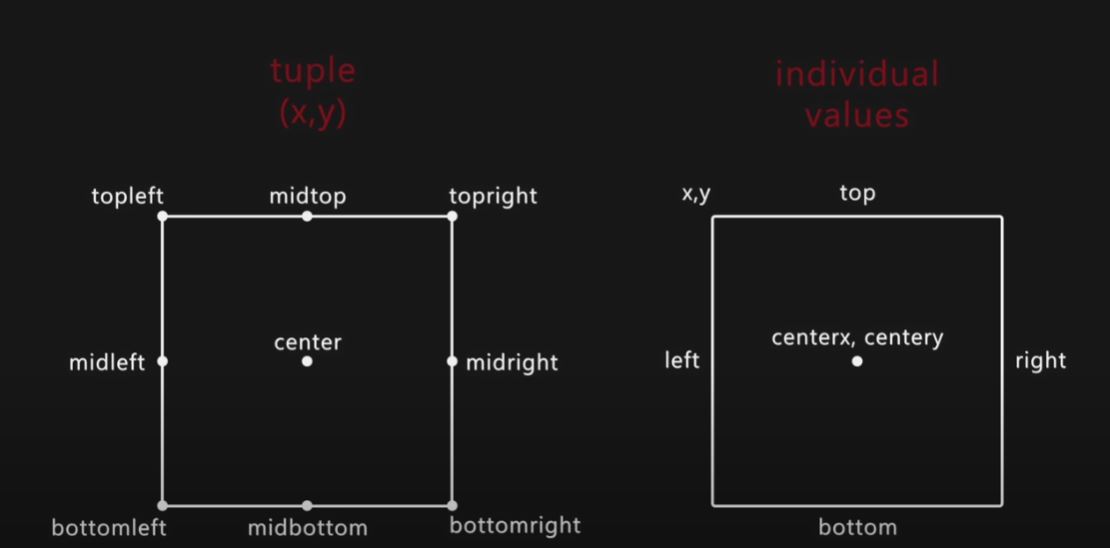 tuple
(x,y)
individual
values
topleft
midtop
topright
midleft
center
midright
bottomleft
midbottom
bottomright
x,y
top
left
centerx, centery
right
bottom